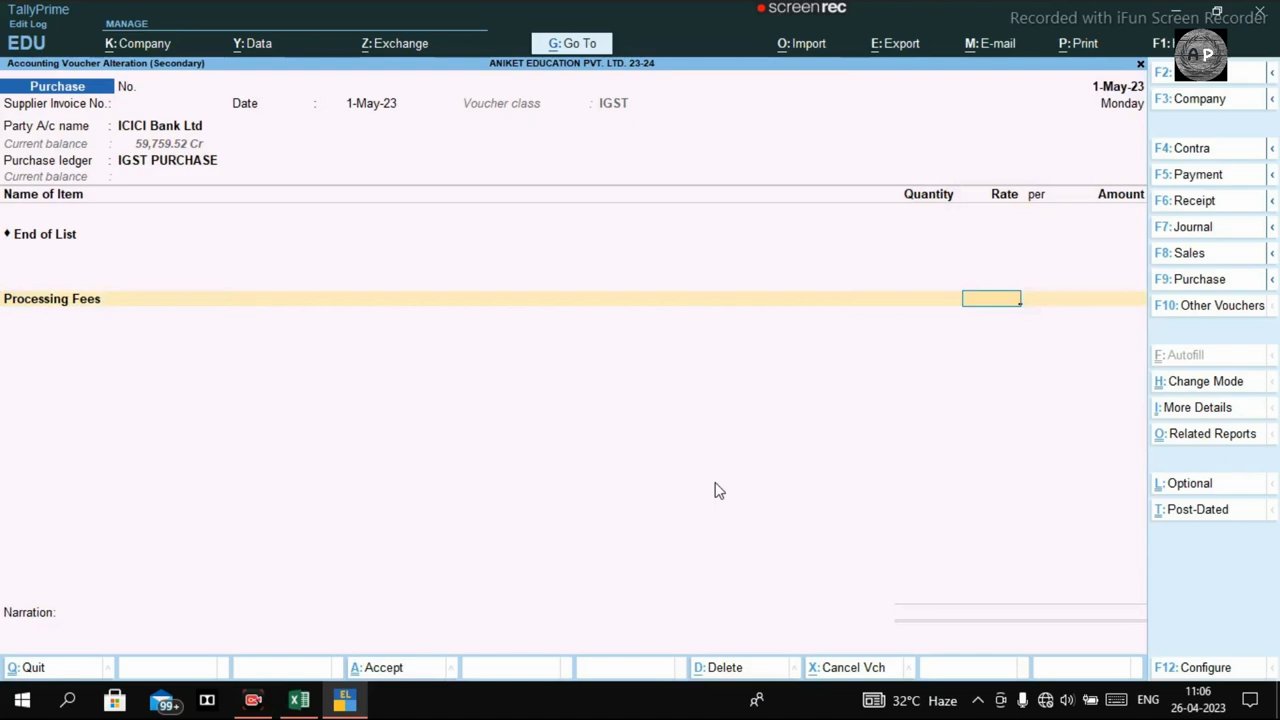 TallyPrime
Edit Log
EDU
MANAGE
K: Company
Y: Data
Z: Exchange
G: Go To
O: Import
E: Export
M: E-mail
P: Print
F1:
screenrec
Recorded with iFun Screen Recorder
AP
Accounting Voucher Alteration (Secondary)
ANIKET EDUCATION PVT. LTD. 23-24
Purchase No.
1-May-23
Supplier Invoice No.: Date : 1-May-23 Voucher class : IGST
Monday
Party A/c name : ICICI Bank Ltd
Current balance : 59,759.52 Cr
Purchase ledger : IGST PURCHASE
Current balance :
Name of Item Quantity Rate per Amount
♦ End of List
Processing Fees
Narration:
F2:
F3: Company
F4: Contra
F5: Payment
F6: Receipt
F7: Journal
F8: Sales
F9: Purchase
F10: Other Vouchers
E: Autofill
H: Change Mode
I: More Details
O: Related Reports
L: Optional
T: Post-Dated
Q: Quit
A: Accept
D: Delete
X: Cancel Vch
F12: Configure
99+
EL
32°C Haze
ENG
11:06
26-04-2023